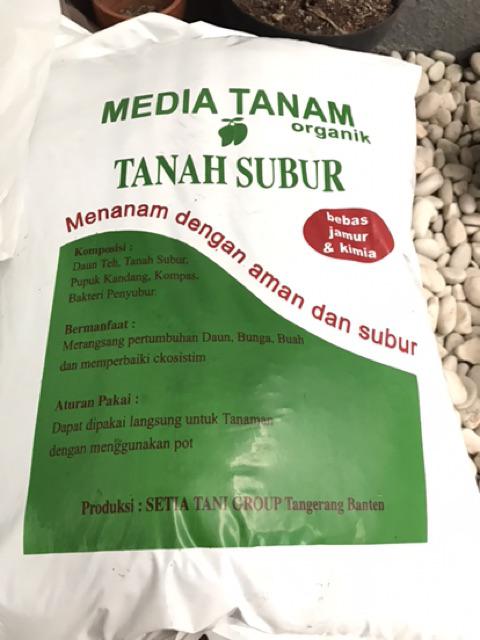 MEDIA TANAM
organik
TANAH SUBUR
Menanam dengan aman dan subur
bebas
jamur
& kimia
Komposisi :
Daun Teh, Tanah Subur,
Pupuk Kandang, Kompas,
Bakteri Penyubur.
Bermanfaat :
Merangsang pertumbuhan Daun, Bunga, Buah
dan memperbaiki ckosistim
Aturan Pakai :
Dapat dipakai langsung untuk Tanaman
dengan menggunakan pot
Produksi : SETIA TANI GROUP Tangerang Banten